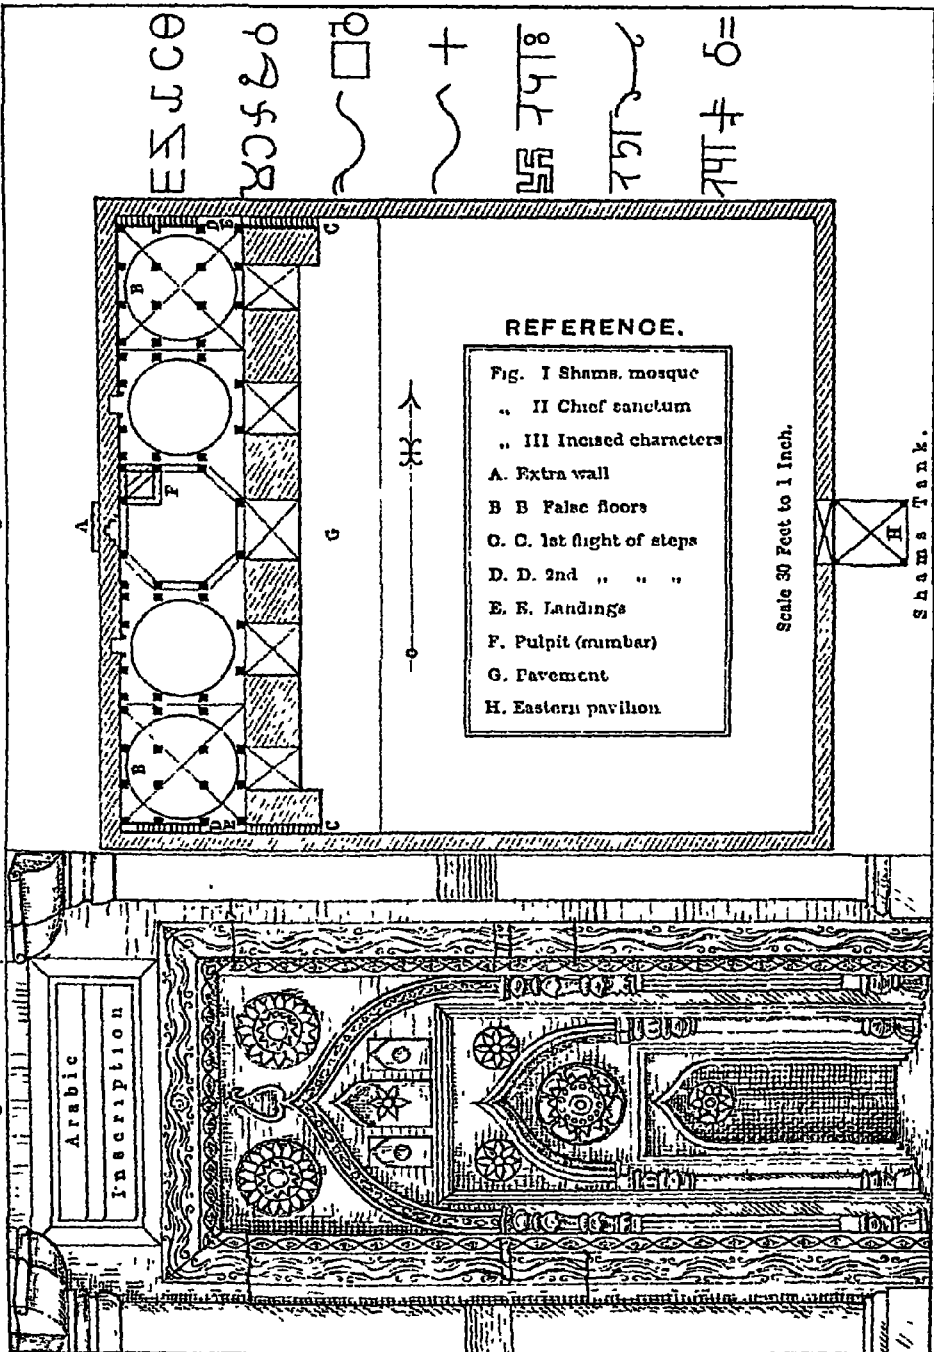 REFERENCE.
Fig. I Shams. mosque
„ II Chief sanctum
„ III Incised characters
A. Extra wall
B B False floors
C. C. 1st flight of steps
D. D. 2nd „ „ „
E. E. Landings
F. Pulpit (mumbar)
G. Pavement
H. Eastern pavilion
Scale 30 Feet to 1 Inch.
Shams Tank.
A
B
B
C
C
D
E
D
E
F
G
H
Arabic
Inscription